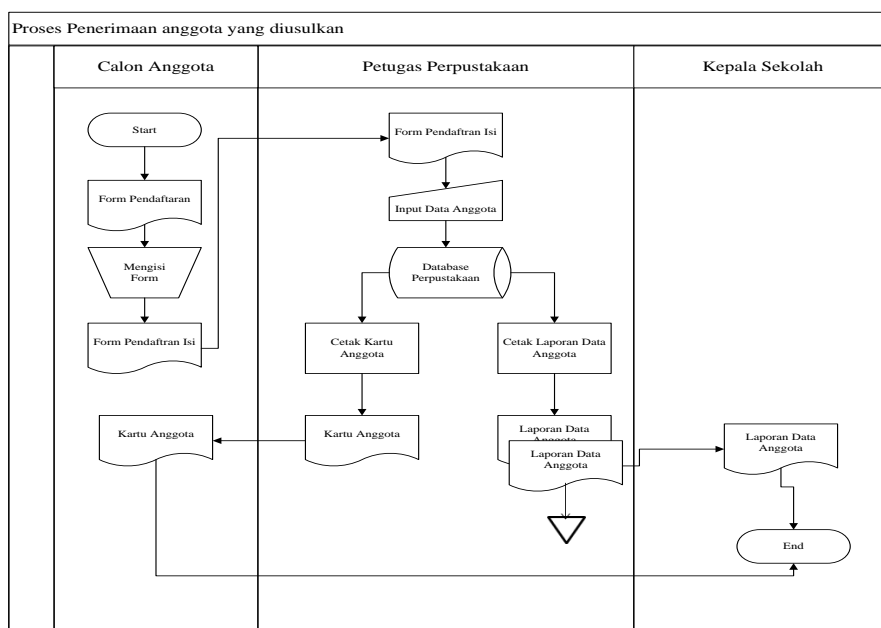 Proses Penerimaan anggota yang diusulkan
Calon Anggota
Petugas Perpustakaan
Kepala Sekolah
Start
Form Pendaftaran
Mengisi
Form
Form Pendaftran Isi
Form Pendaftran Isi
Input Data Anggota
Database
Perpustakaan
Cetak Kartu
Anggota
Cetak Laporan Data
Anggota
Kartu Anggota
Kartu Anggota
Laporan Data
Anggota
Laporan Data
Anggota
Laporan Data
Anggota
End